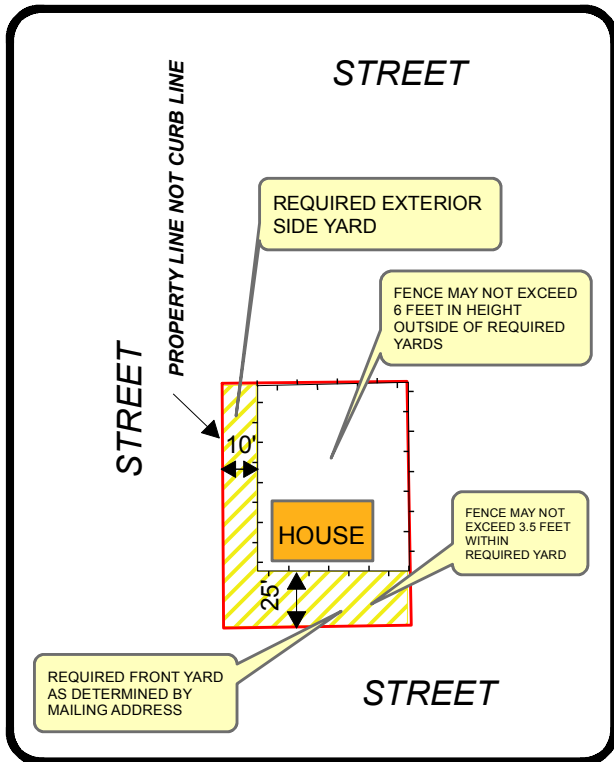 STREET
PROPERTY LINE NOT CURB LINE
REQUIRED EXTERIOR
SIDE YARD
FENCE MAY NOT EXCEED
6 FEET IN HEIGHT
OUTSIDE OF REQUIRED
YARDS
STREET
10'
HOUSE
FENCE MAY NOT
EXCEED 3.5 FEET
WITHIN
REQUIRED YARD
25'
REQUIRED FRONT YARD
AS DETERMINED BY
MAILING ADDRESS
STREET